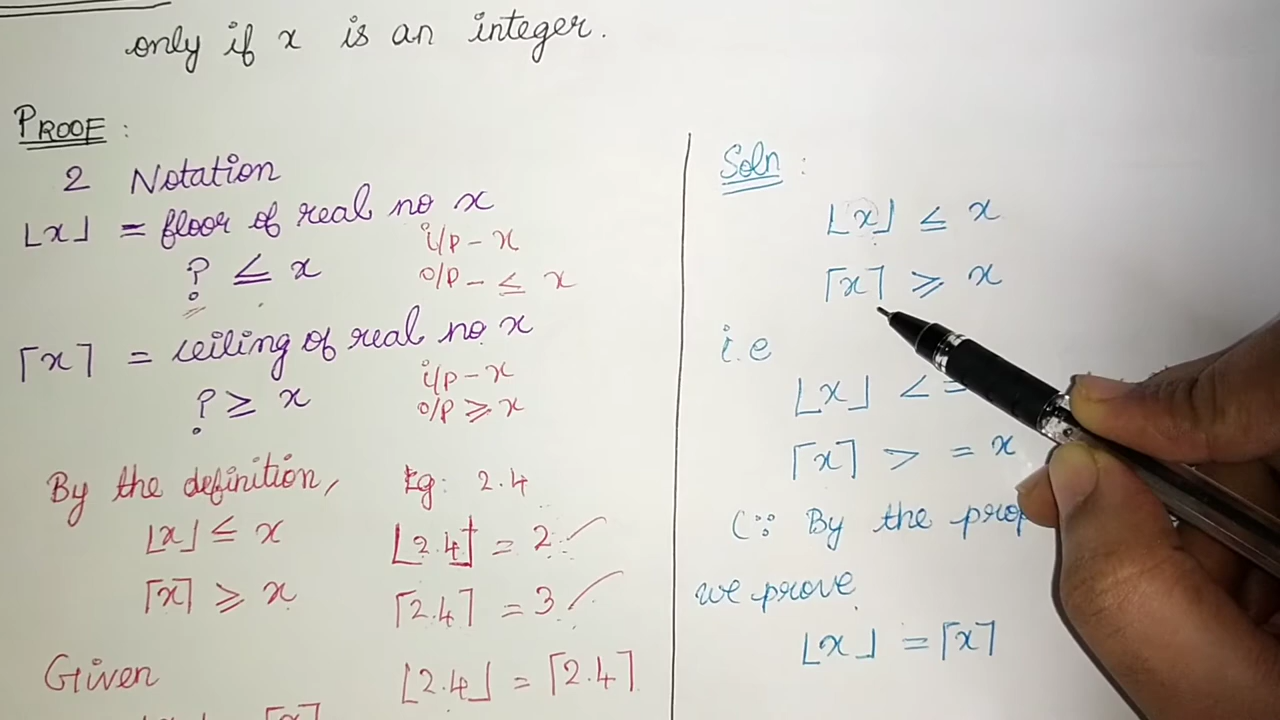 only if x is an integer.
PROOF :
2 Notation
⌊x⌋ = floor of real no x
i/p - x
? ≤ x
o/p - ≤ x
⌈x⌉ = ceiling of real no x
i/p - x
? ≥ x
o/p ≥ x
By the definition,
Eg: 2.4
⌊x⌋ ≤ x
⌊2.4⌋ = 2
⌈x⌉ ≥ x
⌈2.4⌉ = 3
Given
⌊2.4⌋ = ⌈2.4⌉
⌈x⌉
Soln :
⌊x⌋ ≤ x
⌈x⌉ ≥ x
i.e
⌊x⌋ < =
⌈x⌉ > = x
(∵ By the
we prove
⌊x⌋ = ⌈x⌉